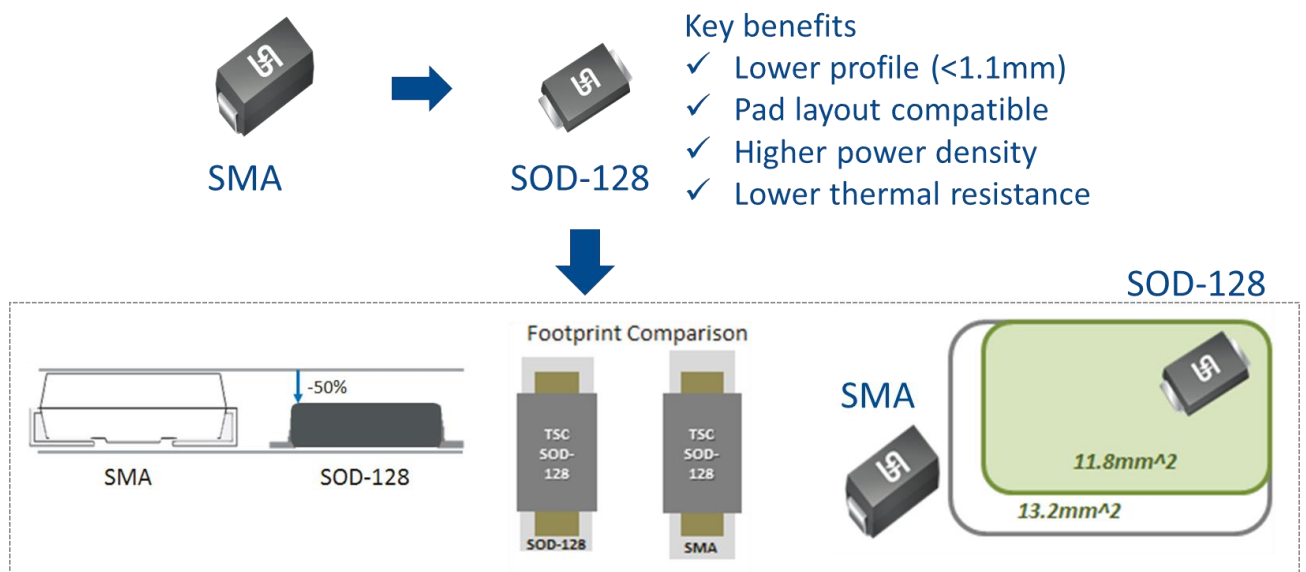 Key benefits
✓ Lower profile (<1.1mm)
✓ Pad layout compatible
✓ Higher power density
✓ Lower thermal resistance
SMA
SOD-128
SOD-128
-50%
SMA
SOD-128
Footprint Comparison
TSC
SOD-
128
SOD-128
TSC
SOD-
128
SMA
SMA
11.8mm^2
13.2mm^2